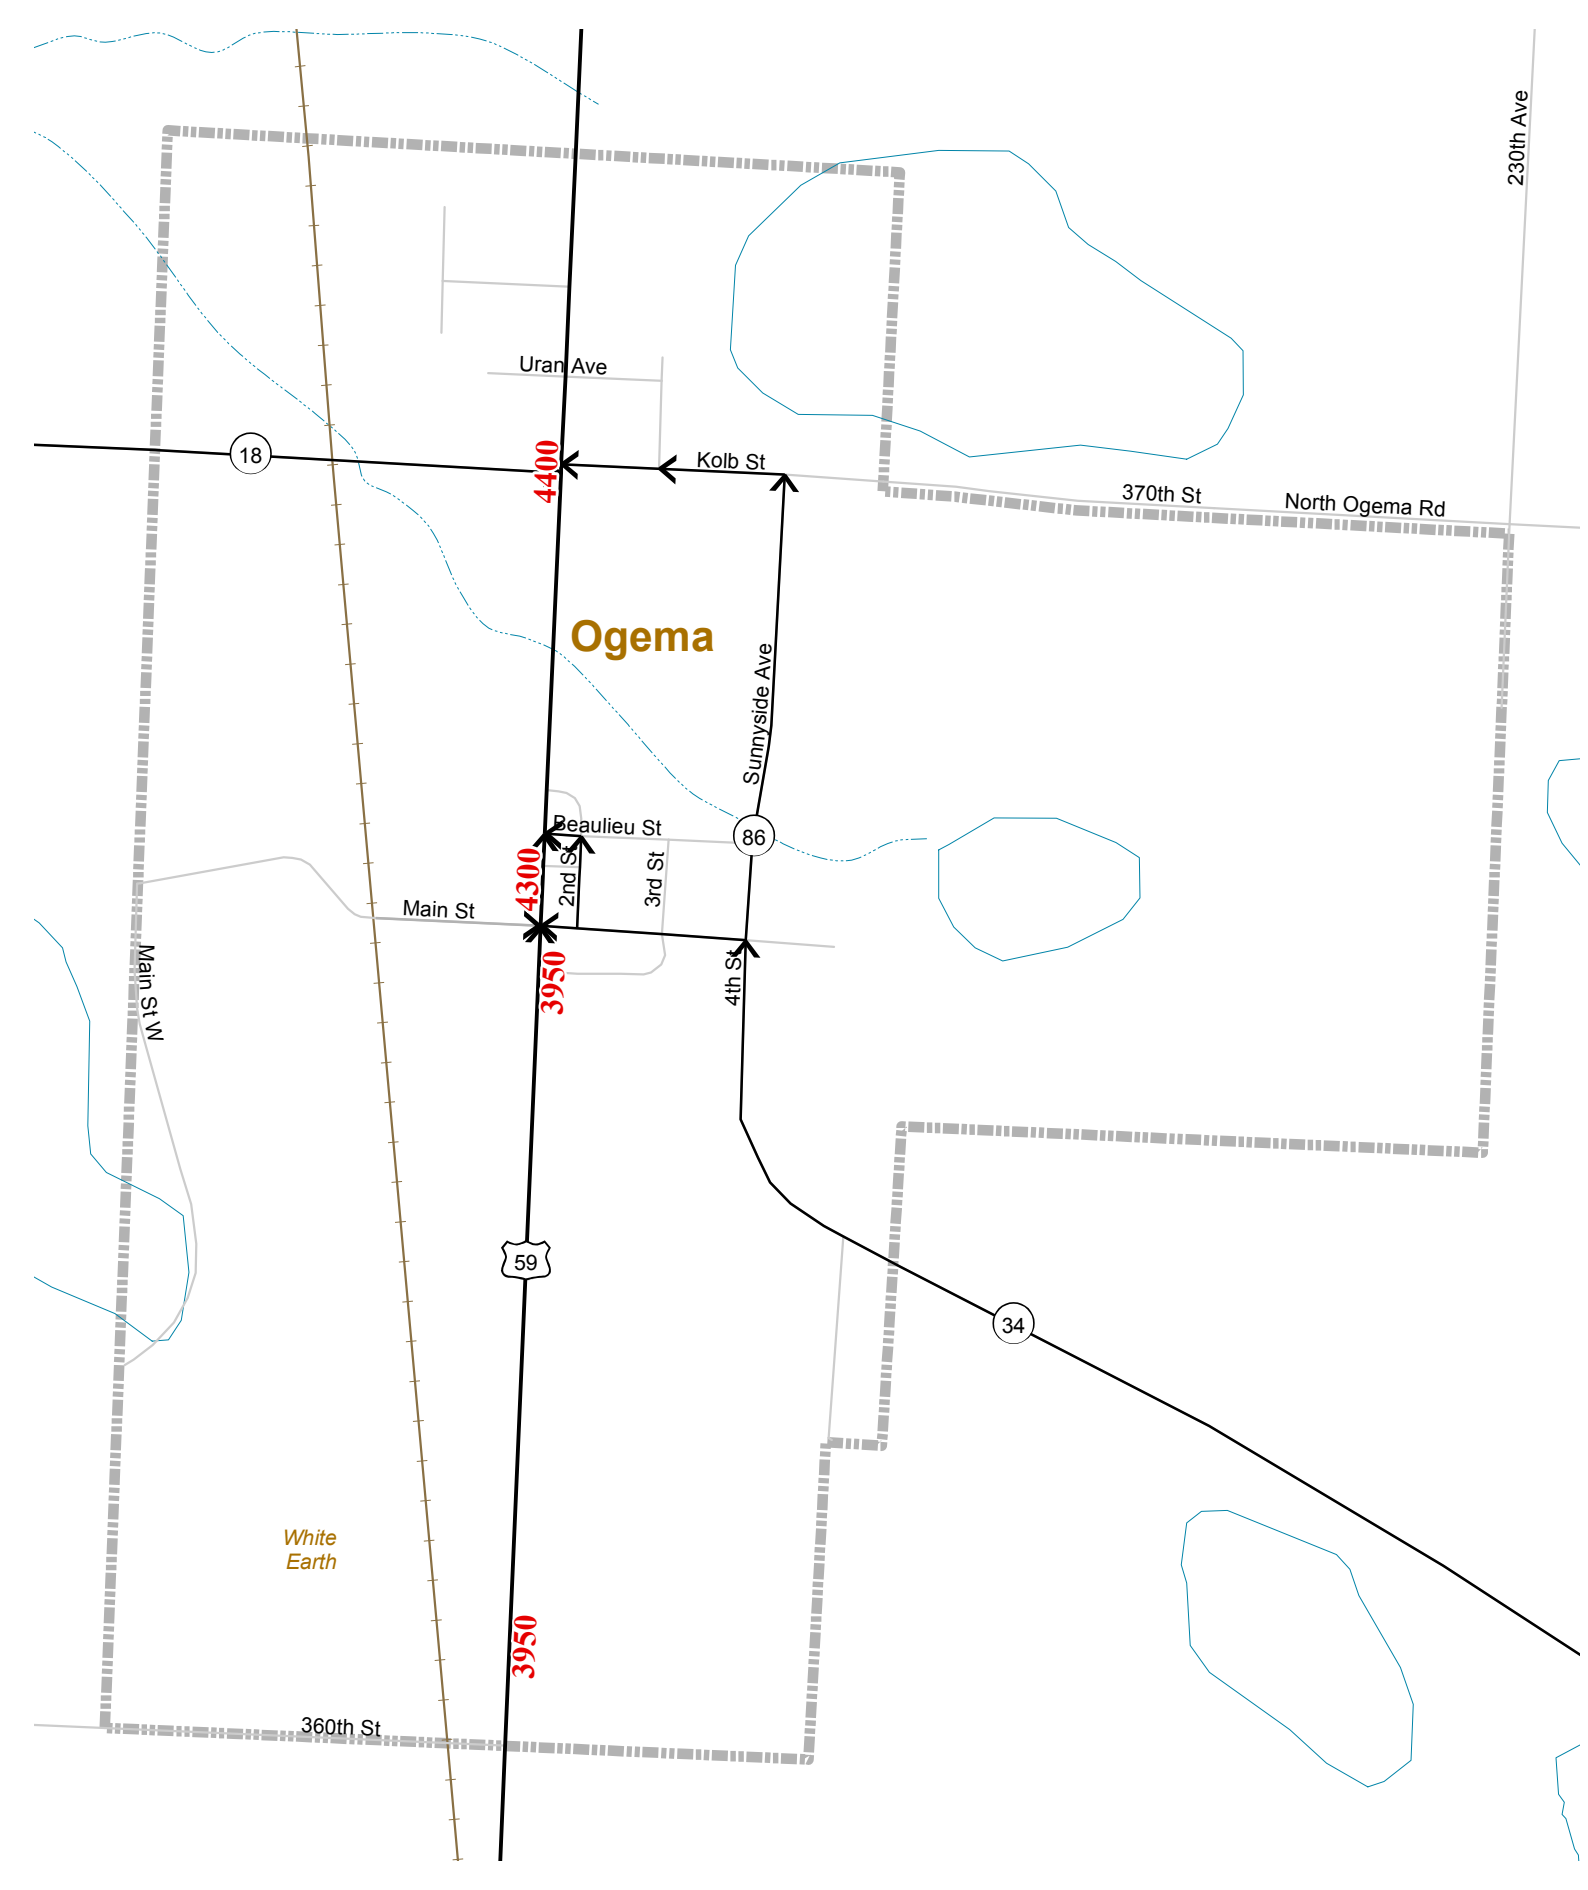 230th Ave
Uran Ave
18
4400
Kolb St
370th St
North Ogema Rd
Ogema
Sunnyside Ave
Beaulieu St
86
4300
2nd St
3rd St
Main St
Main St W
3950
4th St
59
34
White
Earth
3950
360th St